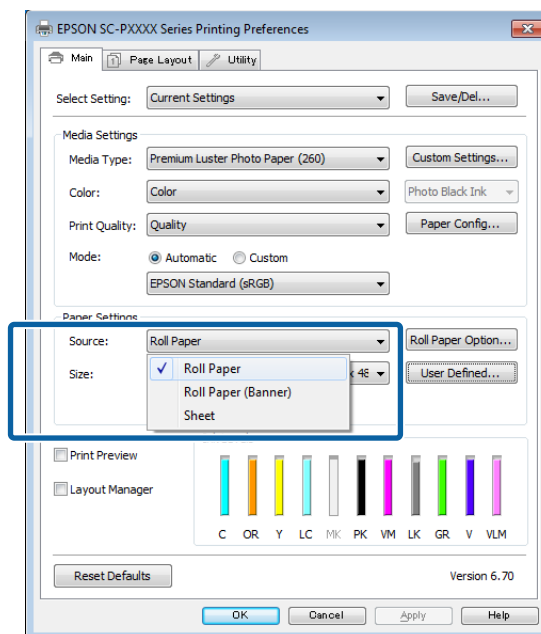 EPSON SC-PXXXX Series Printing Preferences
Main Page Layout Utility
Select Setting: Current Settings Save/Del...
Media Settings
Media Type: Premium Luster Photo Paper (260) Custom Settings...
Color: Color Photo Black Ink
Print Quality: Quality Paper Config...
Mode: Automatic Custom
EPSON Standard (sRGB)
Paper Settings
Source: Roll Paper Roll Paper Option...
Roll Paper
Size: User Defined...
Roll Paper (Banner)
Sheet
Print Preview
Layout Manager
C OR Y LC MK PK VM LK GR V VLM
Reset Defaults Version 6.70
OK Cancel Apply Help